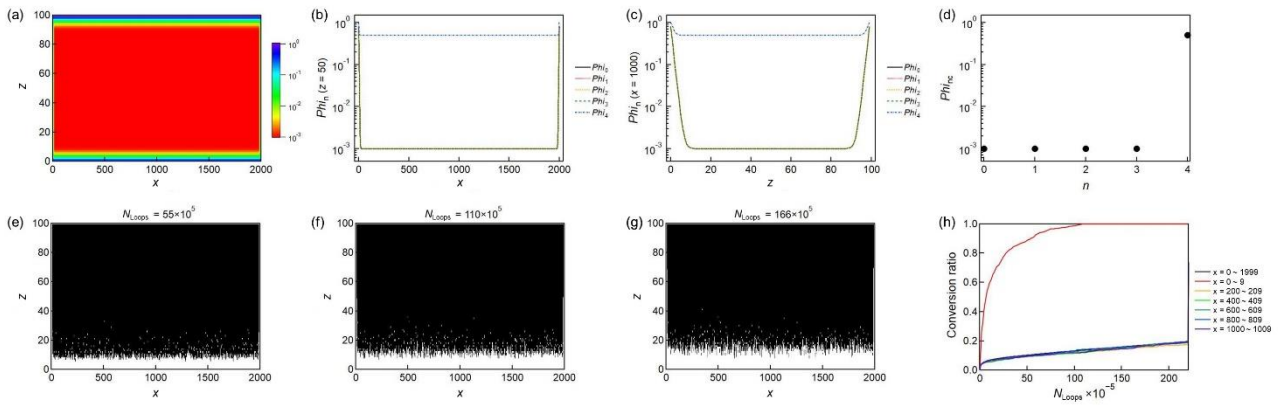 (a)
z
100
80
60
40
20
0
0 500 1000 1500 2000
x
10^0
10^-1
10^-2
10^-3
(b)
Phi_n (z = 50)
10^0
10^-1
10^-2
10^-3
0 500 1000 1500 2000
x
Phi_0
Phi_1
Phi_2
Phi_3
Phi_4
(c)
Phi_n (x = 1000)
10^0
10^-1
10^-2
10^-3
0 20 40 60 80 100
z
Phi_0
Phi_1
Phi_2
Phi_3
Phi_4
(d)
Phi_nc
10^0
10^-1
10^-2
10^-3
0 1 2 3 4
n
(e)
N_Loops = 55×10^5
z
100
80
60
40
20
0
0 500 1000 1500 2000
x
(f)
N_Loops = 110×10^5
z
100
80
60
40
20
0
0 500 1000 1500 2000
x
(g)
N_Loops = 166×10^5
z
100
80
60
40
20
0
0 500 1000 1500 2000
x
(h)
Conversion ratio
1.0
0.8
0.6
0.4
0.2
0.0
0 100 200
N_Loops ×10^-5
x = 0 ~ 1999
x = 0 ~ 9
x = 200 ~ 209
x = 400 ~ 409
x = 600 ~ 609
x = 800 ~ 809
x = 1000 ~ 1009